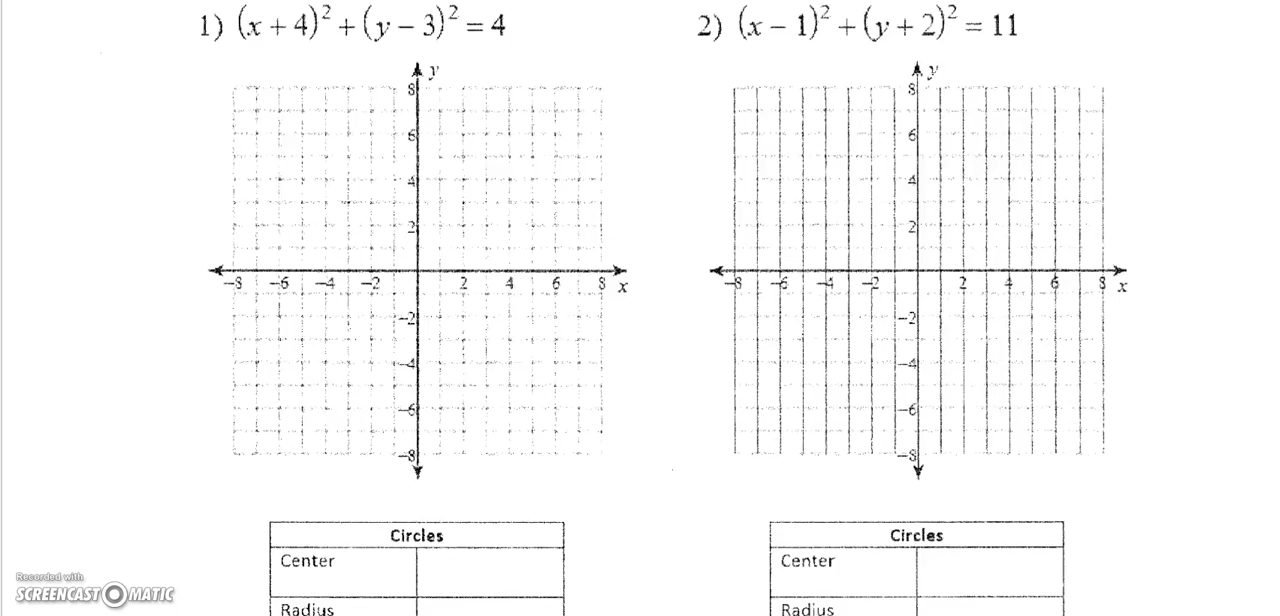 1) (x + 4)² + (y − 3)² = 4
2) (x − 1)² + (y + 2)² = 11
y
8
6
4
2
−8 −6 −4 −2 2 4 6 8 x
−2
−4
−6
−8
y
8
6
4
2
−8 −6 −4 −2 2 4 6 8 x
−2
−4
−6
−8
Circles
Center
Radius
Circles
Center
Radius
Recorded with
SCREENCAST-O-MATIC